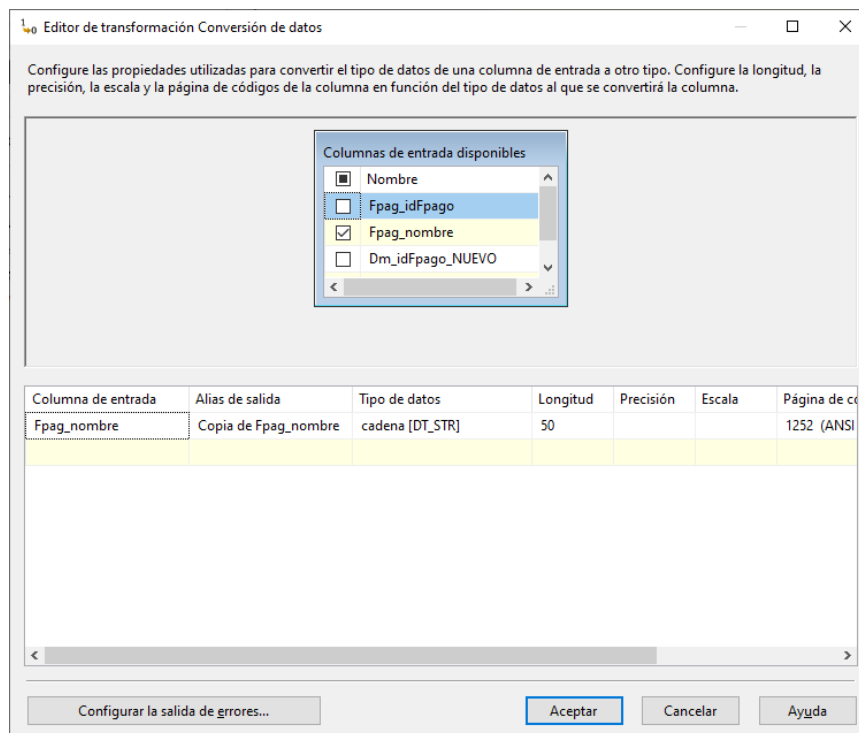 Editor de transformación Conversión de datos
Configure las propiedades utilizadas para convertir el tipo de datos de una columna de entrada a otro tipo. Configure la longitud, la
precisión, la escala y la página de códigos de la columna en función del tipo de datos al que se convertirá la columna.
Columnas de entrada disponibles
Nombre
Fpag_idFpago
Fpag_nombre
Dm_idFpago_NUEVO
Columna de entrada Alias de salida Tipo de datos Longitud Precisión Escala Página de có
Fpag_nombre Copia de Fpag_nombre cadena [DT_STR] 50 1252 (ANSI
Configurar la salida de errores... Aceptar Cancelar Ayuda